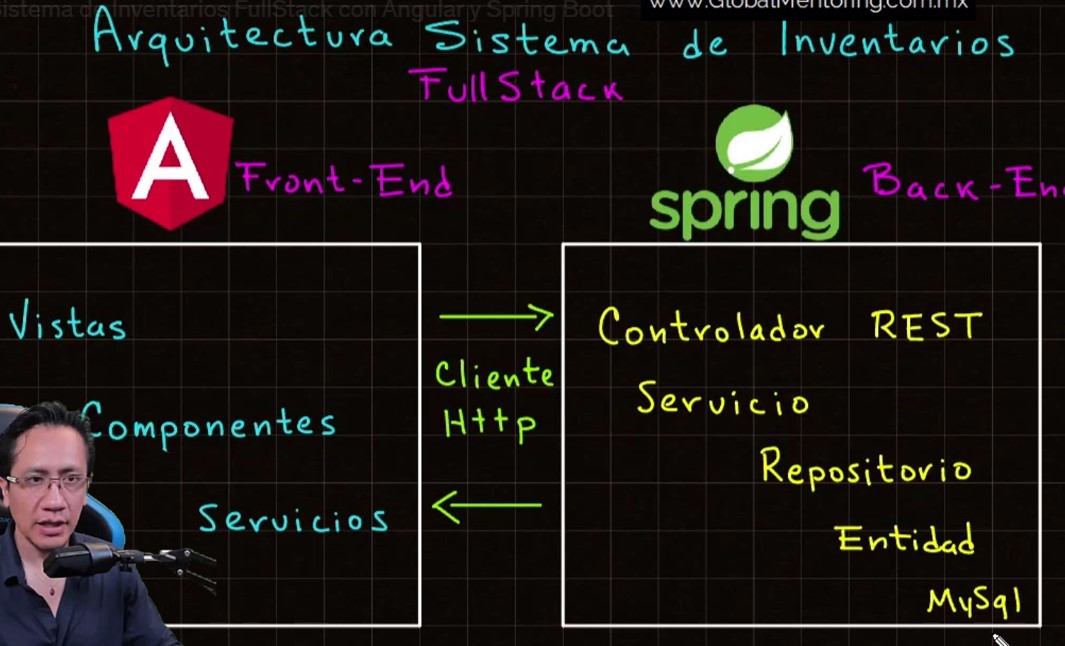 istema de Inventarios FullStack con Angular y Spring Boot
www.GlobalMentoring.com.mx
Arquitectura Sistema de Inventarios
FullStack
Front-End
spring
Back-En
Vistas
Componentes
Servicios
Cliente
Http
Controlador REST
Servicio
Repositorio
Entidad
MySql